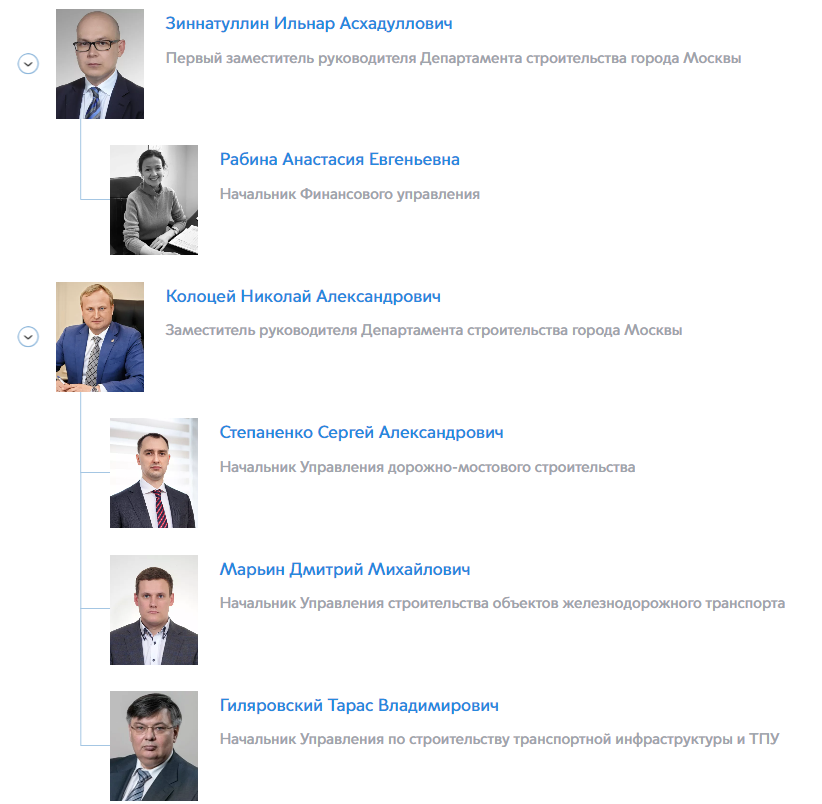 Зиннатуллин Ильнар Асхадуллович
Первый заместитель руководителя Департамента строительства города Москвы
Рабина Анастасия Евгеньевна
Начальник Финансового управления
Колоцей Николай Александрович
Заместитель руководителя Департамента строительства города Москвы
Степаненко Сергей Александрович
Начальник Управления дорожно-мостового строительства
Марьин Дмитрий Михайлович
Начальник Управления строительства объектов железнодорожного транспорта
Гиляровский Тарас Владимирович
Начальник Управления по строительству транспортной инфраструктуры и ТПУ